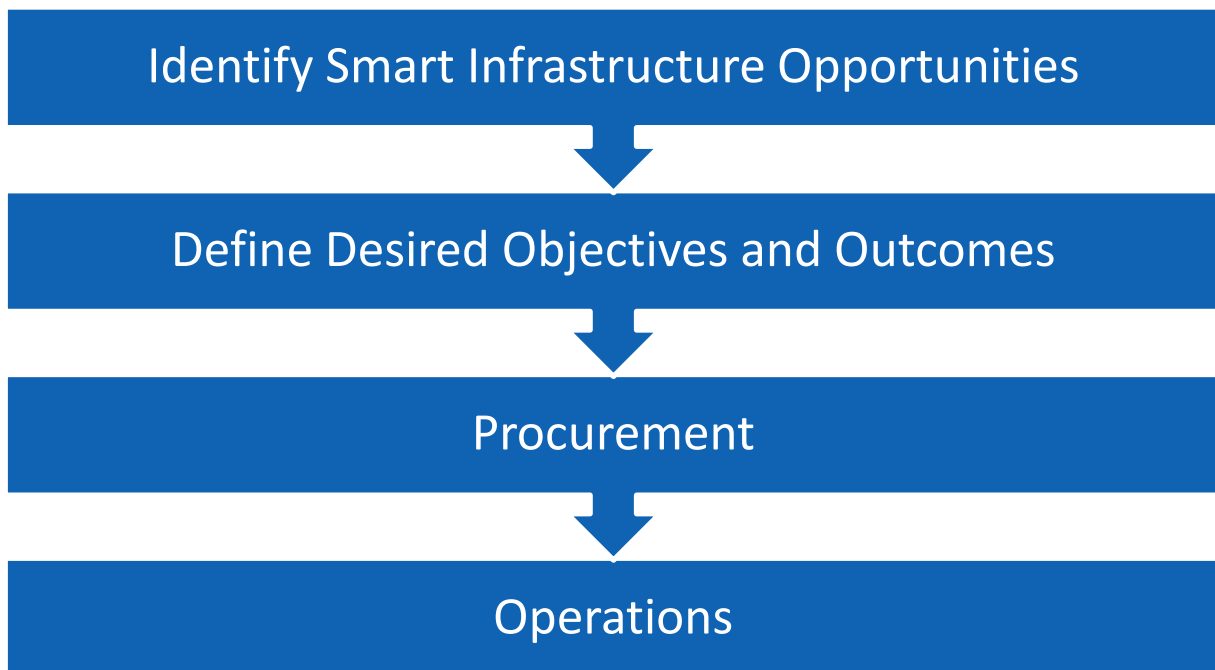 Identify Smart Infrastructure Opportunities
Define Desired Objectives and Outcomes
Procurement
Operations